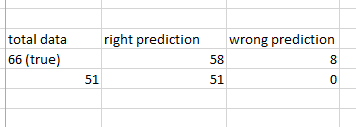 total data right prediction wrong prediction
66 (true) 58 8
51 51 0